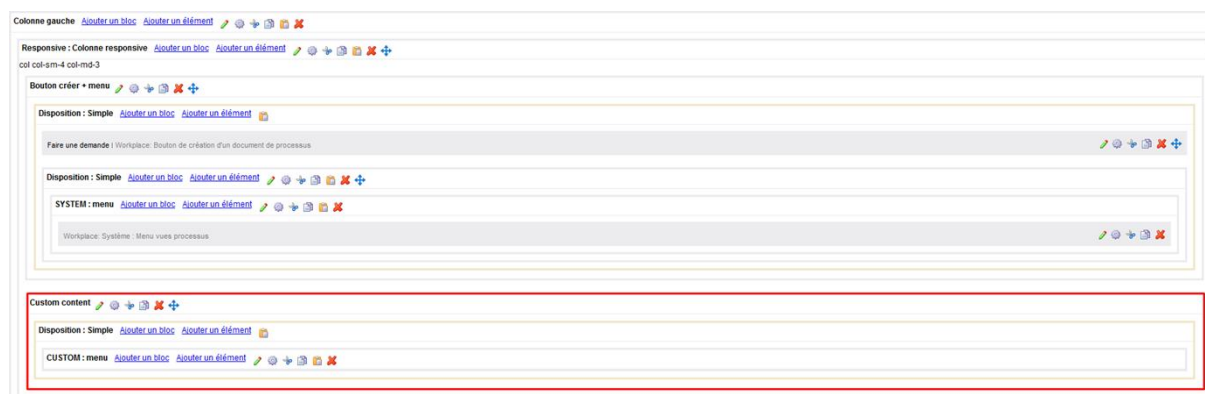 Colonne gauche Ajouter un bloc Ajouter un élément
Responsive : Colonne responsive Ajouter un bloc Ajouter un élément
col col-sm-4 col-md-3
Bouton créer + menu
Disposition : Simple Ajouter un bloc Ajouter un élément
Faire une demande | Workplace: Bouton de création d'un document de processus
Disposition : Simple Ajouter un bloc Ajouter un élément
SYSTEM : menu Ajouter un bloc Ajouter un élément
Workplace: Système : Menu vues processus
Custom content
Disposition : Simple Ajouter un bloc Ajouter un élément
CUSTOM : menu Ajouter un bloc Ajouter un élément